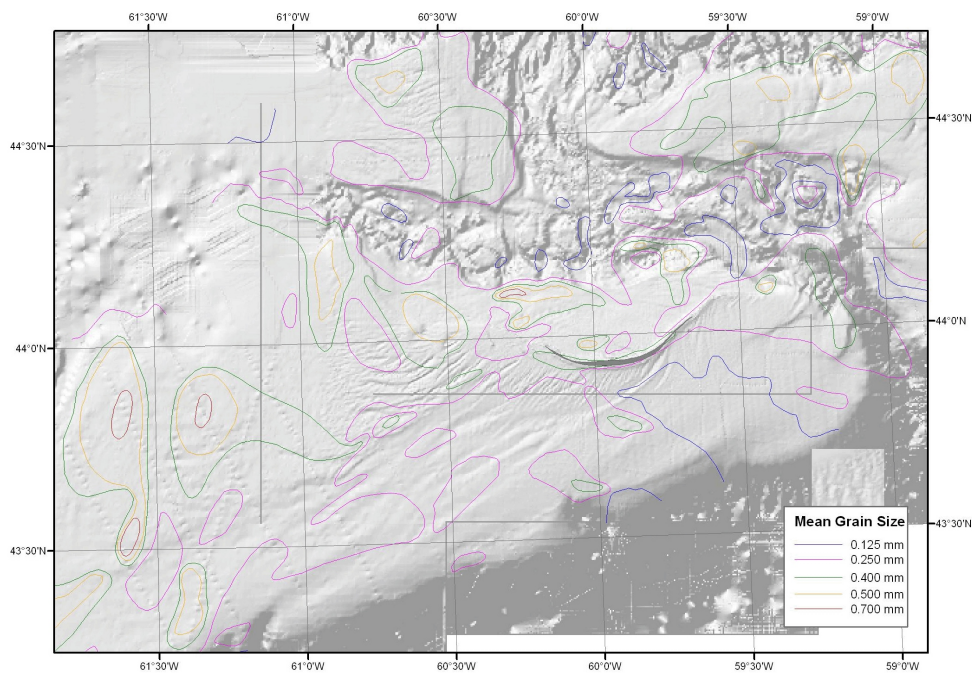 61°30'W 61°0'W 60°30'W 60°0'W 59°30'W 59°0'W
44°30'N 44°30'N
44°0'N 44°0'N
43°30'N 43°30'N
Mean Grain Size
0.125 mm
0.250 mm
0.400 mm
0.500 mm
0.700 mm
61°30'W 61°0'W 60°30'W 60°0'W 59°30'W 59°0'W